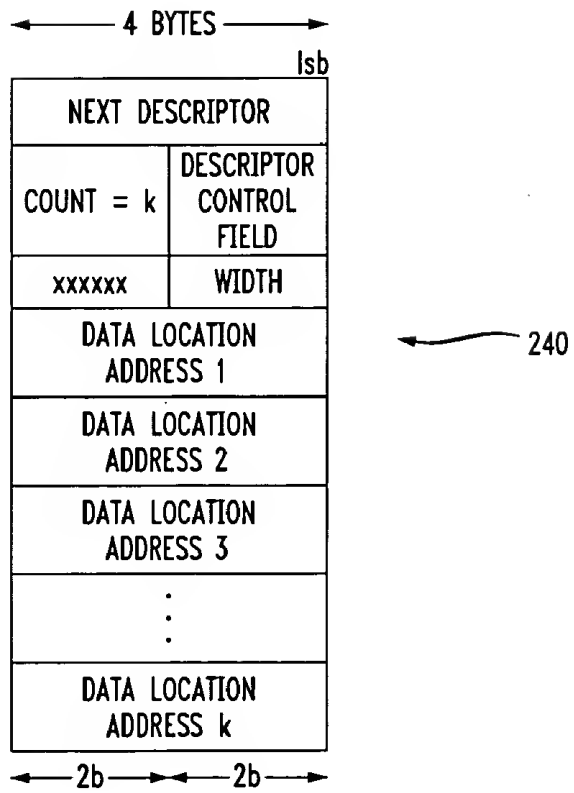 4 BYTES
lsb
NEXT DESCRIPTOR
COUNT = k
DESCRIPTOR
CONTROL
FIELD
xxxxxx
WIDTH
DATA LOCATION
ADDRESS 1
240
DATA LOCATION
ADDRESS 2
DATA LOCATION
ADDRESS 3
DATA LOCATION
ADDRESS k
2b
2b